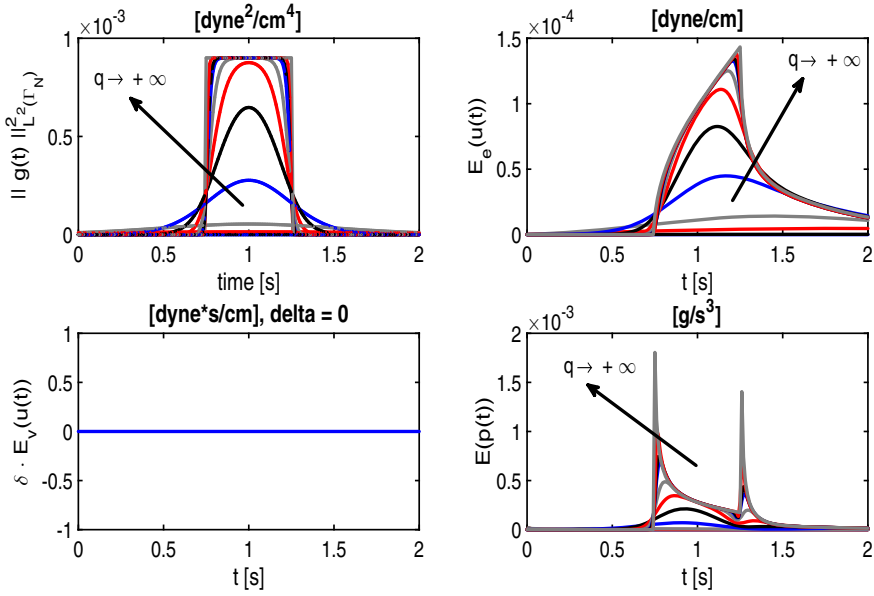 [dyne²/cm⁴]
×10⁻³
|| g(t) ||²_L²(Γ_N)
1
0.5
0
q→ + ∞
0 0.5 1 1.5 2
time [s]
[dyne/cm]
×10⁻⁴
E_e(u(t))
1.5
1
0.5
0
q→ + ∞
0 0.5 1 1.5 2
t [s]
[dyne*s/cm], delta = 0
δ · E_v(u(t))
1
0.5
0
-0.5
-1
0 0.5 1 1.5 2
t [s]
[g/s³]
×10⁻³
E(p(t))
2
1.5
1
0.5
0
q→ + ∞
0 0.5 1 1.5 2
t [s]